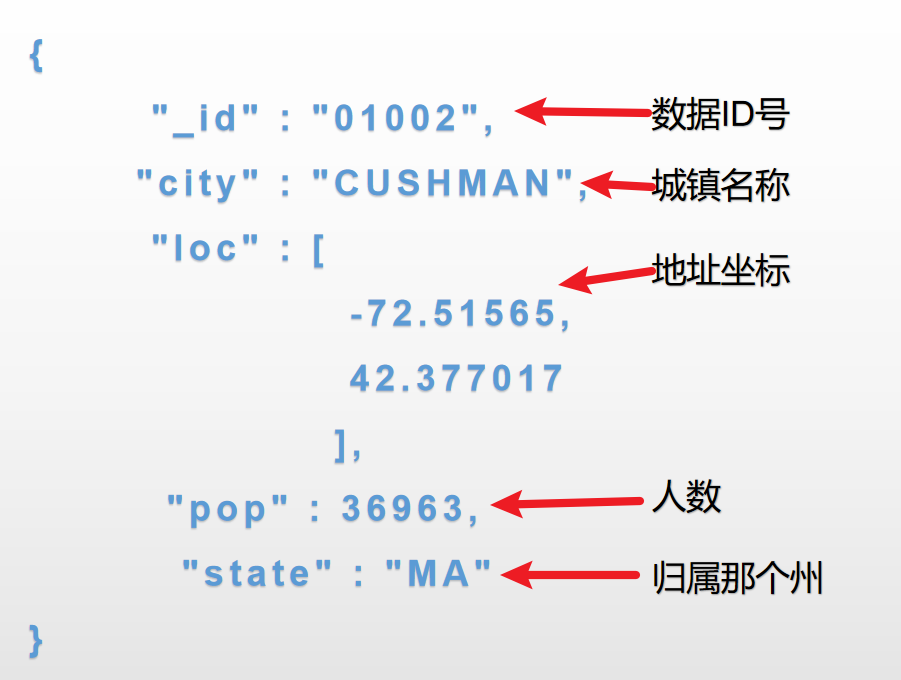 {
"_id" : "01002", 数据ID号
"city" : "CUSHMAN", 城镇名称
"loc" : [
地址坐标
-72.51565,
42.377017
],
"pop" : 36963, 人数
"state" : "MA" 归属那个州
}